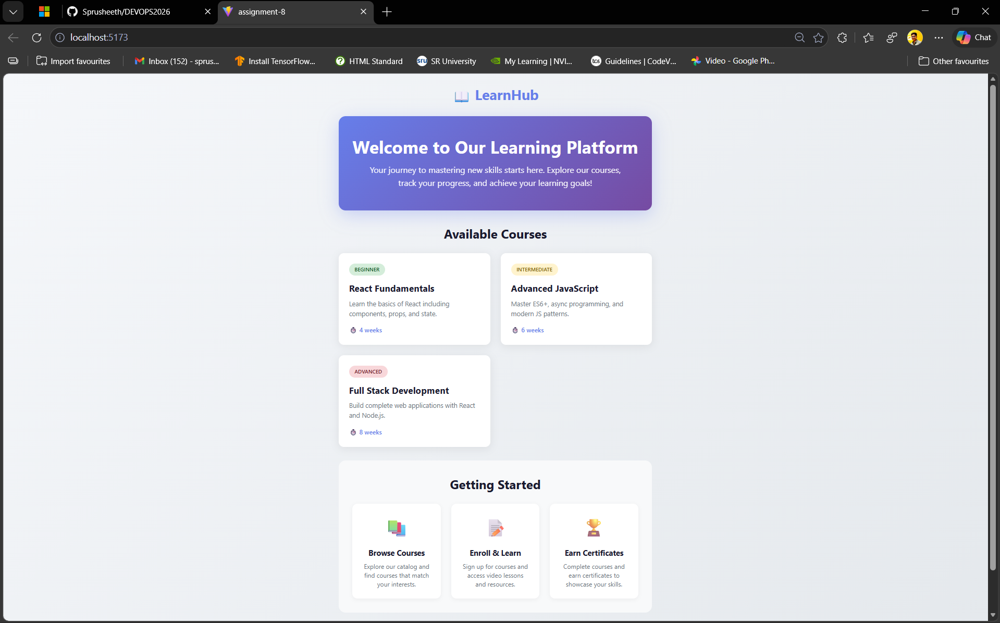 Sprusheeth/DEVOPS2026
assignment-8
localhost:5173
Chat
Import favourites
Inbox (152) - sprus...
Install TensorFlow...
HTML Standard
sru SR University
My Learning | NVI...
tcs Guidelines | CodeV...
Video - Google Ph...
Other favourites
LearnHub
Welcome to Our Learning Platform
Your journey to mastering new skills starts here. Explore our courses,
track your progress, and achieve your learning goals!
Available Courses
BEGINNER
React Fundamentals
Learn the basics of React including
components, props, and state.
4 weeks
INTERMEDIATE
Advanced JavaScript
Master ES6+, async programming, and
modern JS patterns.
6 weeks
ADVANCED
Full Stack Development
Build complete web applications with React
and Node.js.
8 weeks
Getting Started
Browse Courses
Explore our catalog and
find courses that match
your interests.
Enroll & Learn
Sign up for courses and
access video lessons
and resources.
Earn Certificates
Complete courses and
earn certificates to
showcase your skills.